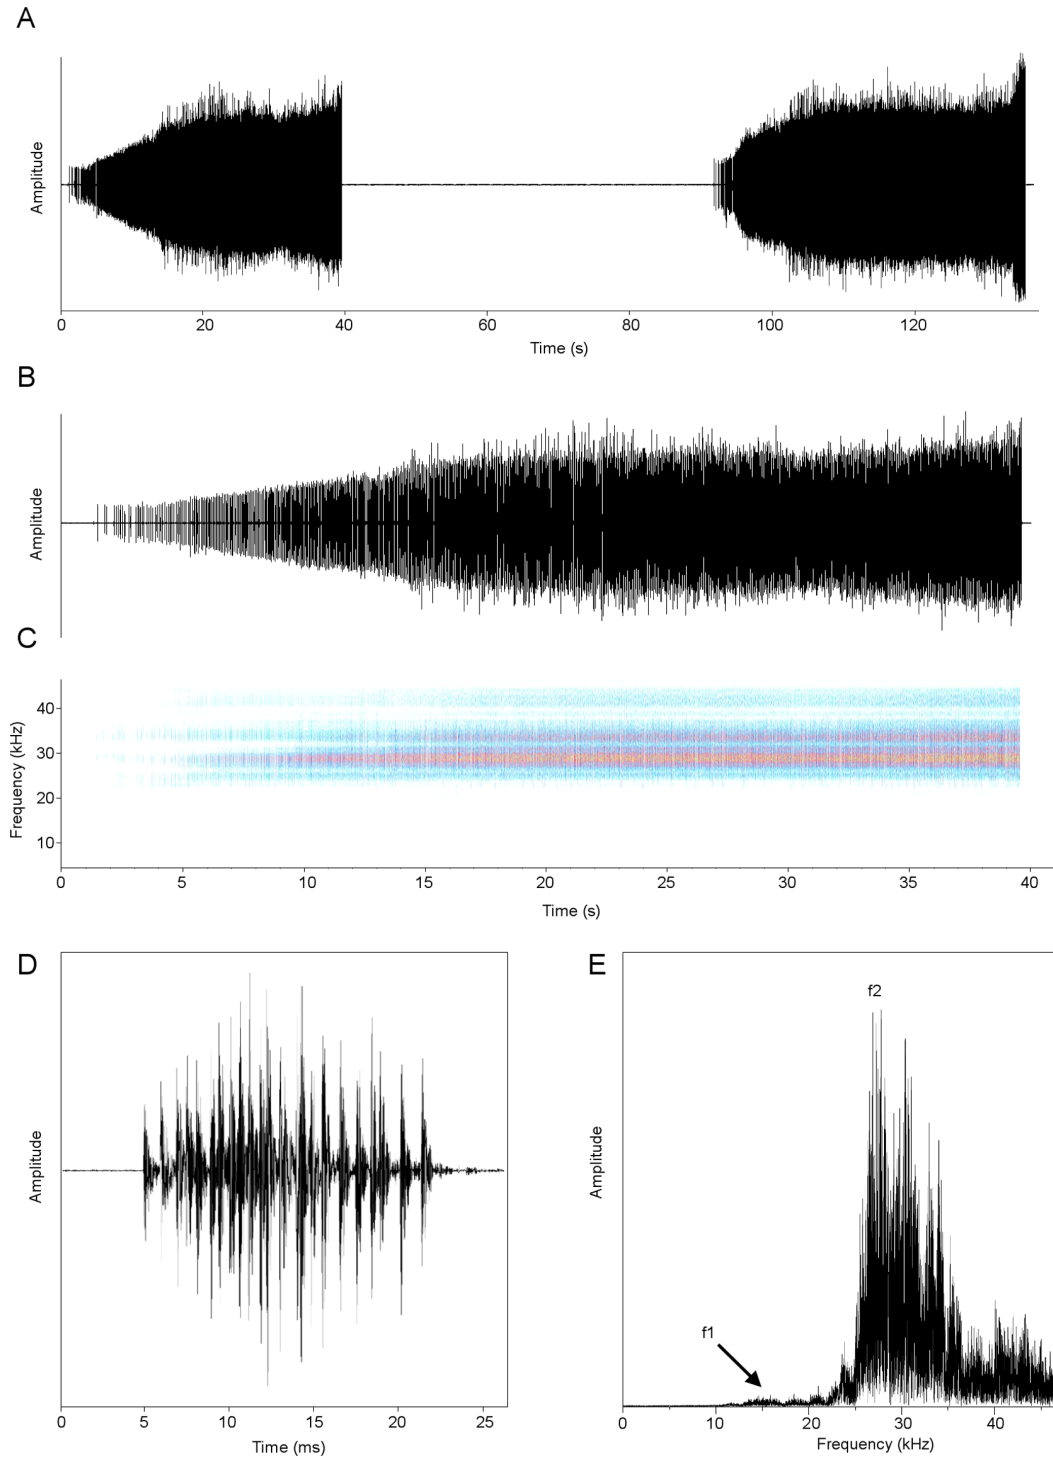 A
Amplitude
0 20 40 60 80 100 120
Time (s)
B
Amplitude
C
Frequency (kHz)
40
30
20
10
0 5 10 15 20 25 30 35 40
Time (s)
D
Amplitude
0 5 10 15 20 25
Time (ms)
E
Amplitude
f2
f1
0 10 20 30 40
Frequency (kHz)